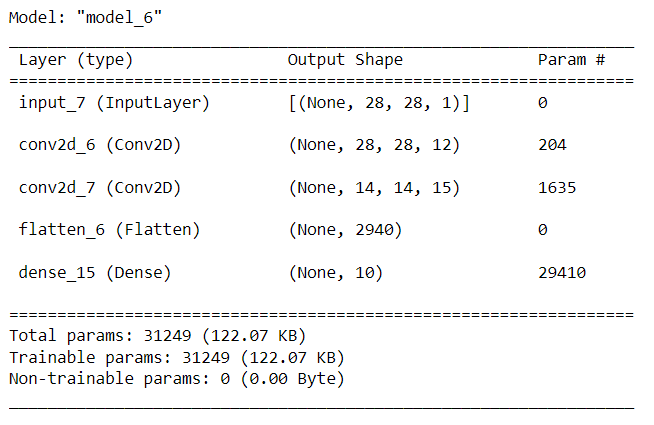 Model: "model_6"
_________________________________________________________________
Layer (type) Output Shape Param #
=================================================================
input_7 (InputLayer) [(None, 28, 28, 1)] 0
conv2d_6 (Conv2D) (None, 28, 28, 12) 204
conv2d_7 (Conv2D) (None, 14, 14, 15) 1635
flatten_6 (Flatten) (None, 2940) 0
dense_15 (Dense) (None, 10) 29410
=================================================================
Total params: 31249 (122.07 KB)
Trainable params: 31249 (122.07 KB)
Non-trainable params: 0 (0.00 Byte)
_________________________________________________________________